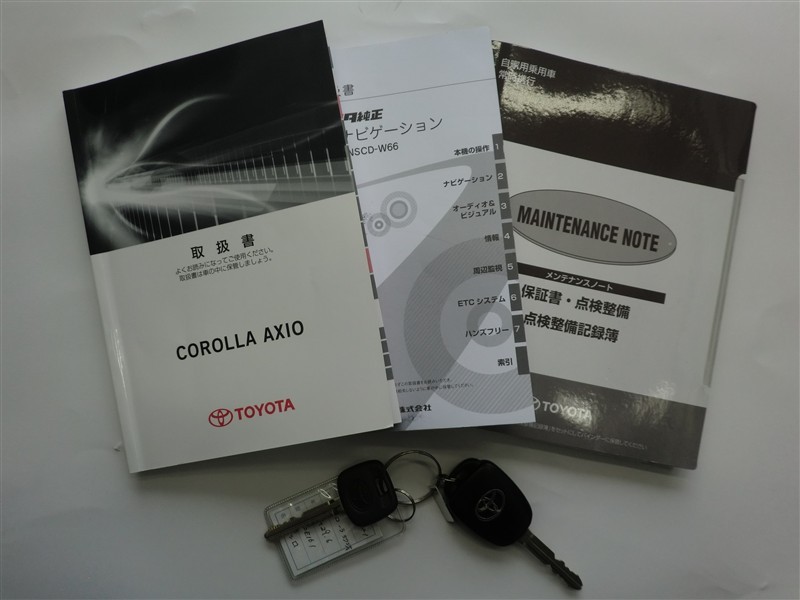 取扱書
よくお読みになってご使用ください。
取扱書は車の中に保管しましょう。
COROLLA AXIO
TOYOTA
書
純正
ナビゲーション
NSCD-W66
本機の操作 1
ナビゲーション 2
オーディオ&
ビジュアル 3
情報 4
周辺監視 5
ETCシステム 6
ハンズフリー 7
索引
株式会社
自家用乗用車
MAINTENANCE NOTE
メンテナンスノート
保証書・点検整備
点検整備記録簿
TOYOTA